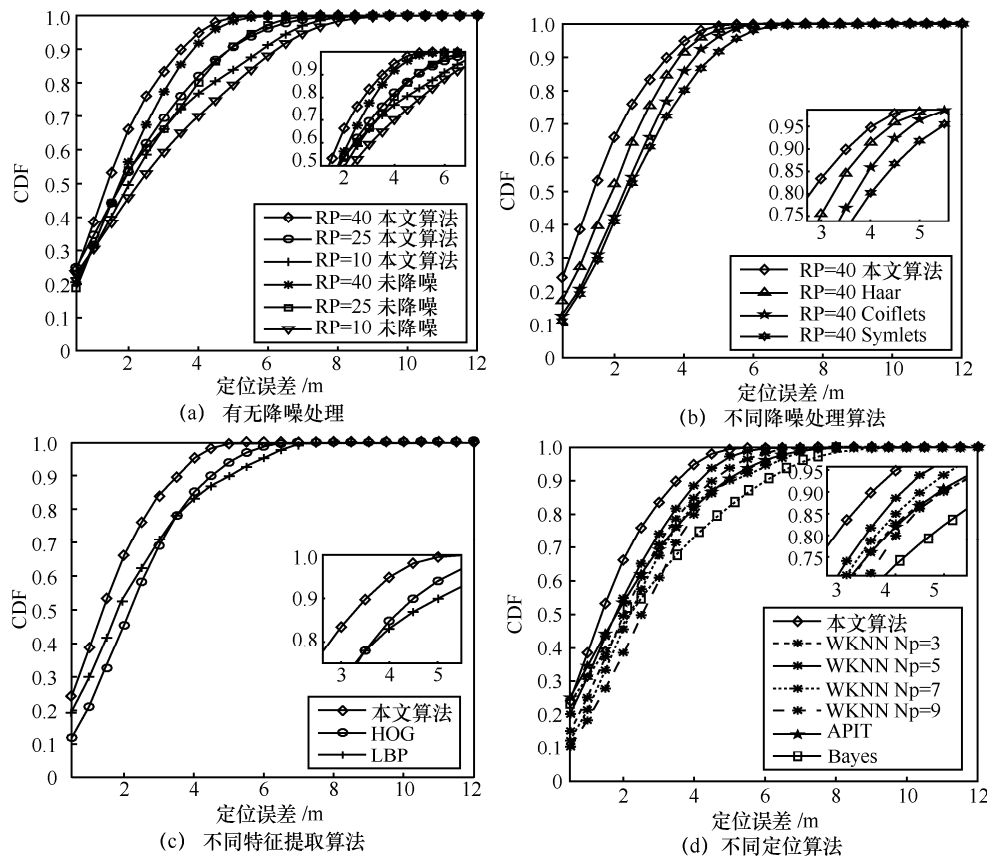 1.0
0.9
0.8
0.7
0.6
0.5
0.4
0.3
0.2
0.1
0
CDF
0.9
0.8
0.7
0.6
0.5
2 4 6
RP=40 本文算法
RP=25 本文算法
RP=10 本文算法
RP=40 未降噪
RP=25 未降噪
RP=10 未降噪
2 4 6 8 10 12
定位误差 /m
(a) 有无降噪处理
1.0
0.9
0.8
0.7
0.6
0.5
0.4
0.3
0.2
0.1
0
CDF
0.95
0.90
0.85
0.80
0.75
3 4 5
RP=40 本文算法
RP=40 Haar
RP=40 Coiflets
RP=40 Symlets
2 4 6 8 10 12
定位误差 /m
(b) 不同降噪处理算法
1.0
0.9
0.8
0.7
0.6
0.5
0.4
0.3
0.2
0.1
0
CDF
1.0
0.9
0.8
3 4 5
本文算法
HOG
LBP
2 4 6 8 10 12
定位误差 /m
(c) 不同特征提取算法
1.0
0.9
0.8
0.7
0.6
0.5
0.4
0.3
0.2
0.1
0
CDF
0.95
0.90
0.85
0.80
0.75
3 4 5
本文算法
WKNN Np=3
WKNN Np=5
WKNN Np=7
WKNN Np=9
APIT
Bayes
2 4 6 8 10 12
定位误差 /m
(d) 不同定位算法